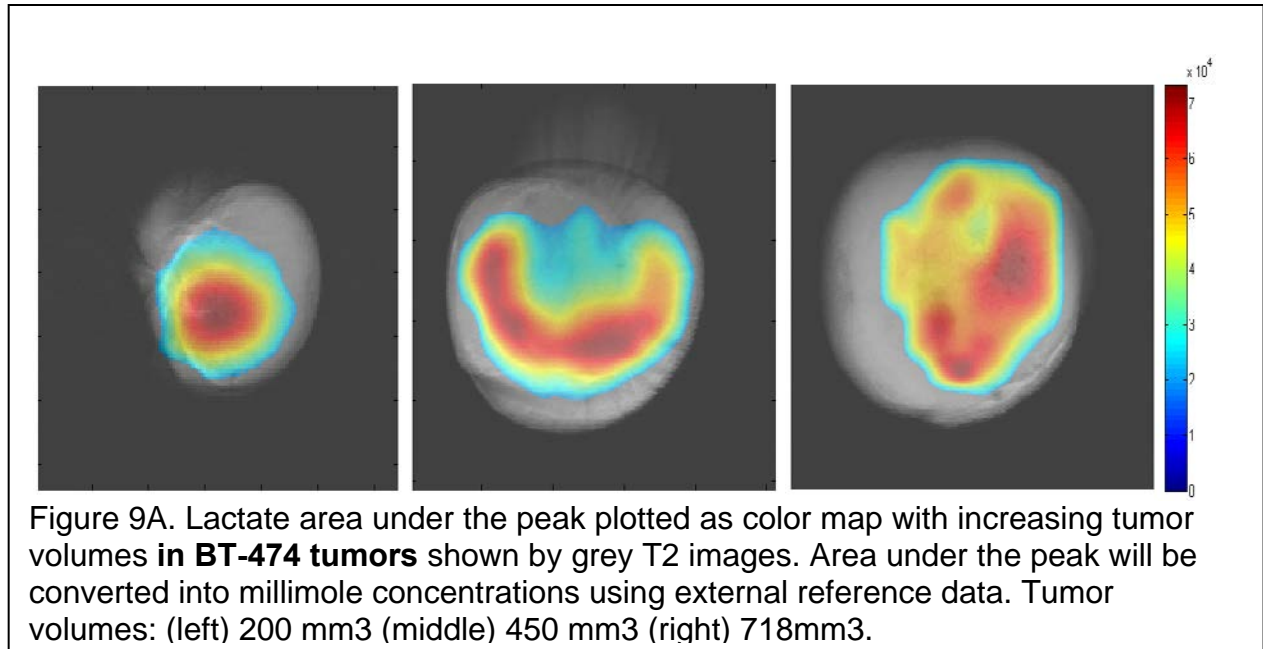 x 10⁴
7
6
5
4
3
2
1
0
Figure 9A. Lactate area under the peak plotted as color map with increasing tumor
volumes in BT-474 tumors shown by grey T2 images. Area under the peak will be
converted into millimole concentrations using external reference data. Tumor
volumes: (left) 200 mm3 (middle) 450 mm3 (right) 718mm3.